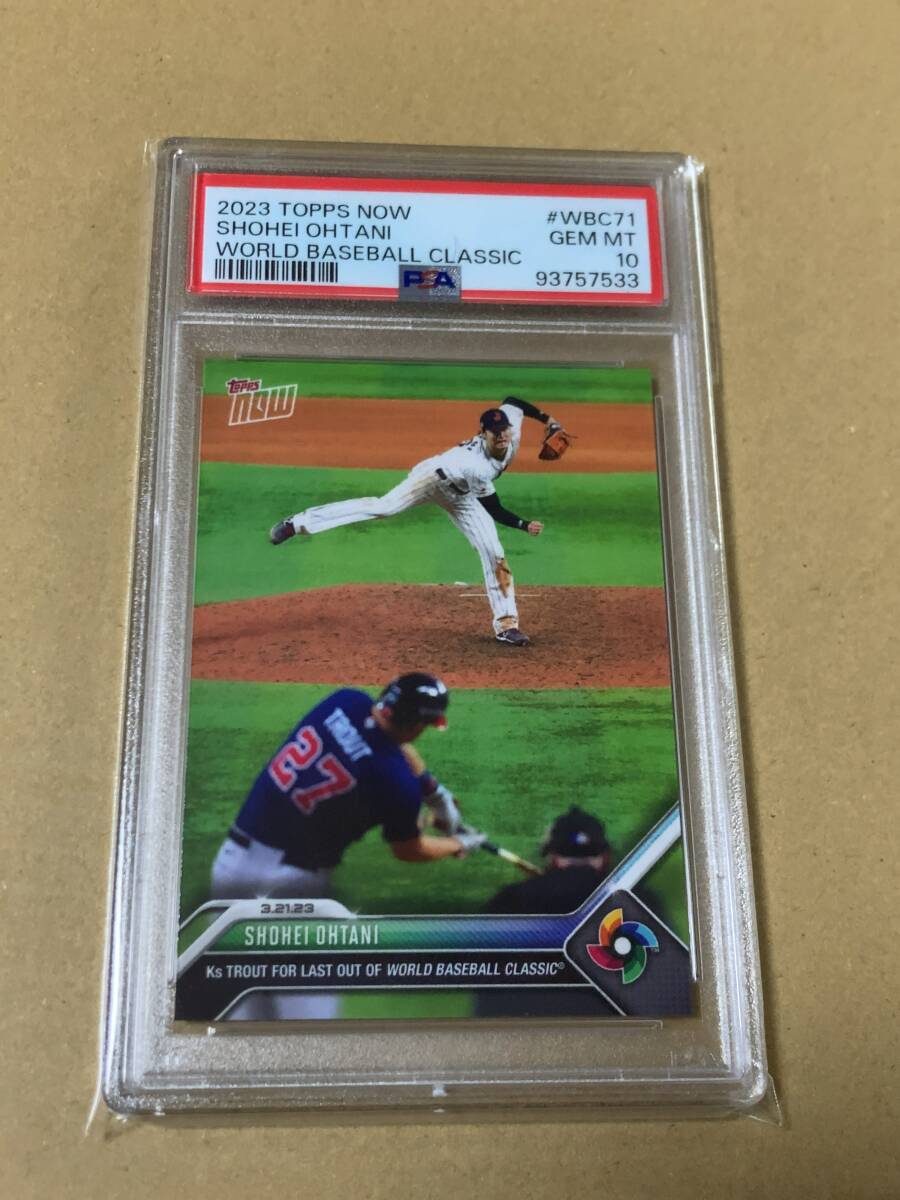 2023 TOPPS NOW #WBC71
SHOHEI OHTANI GEM MT
WORLD BASEBALL CLASSIC 10
PSA 93757533
TOPPS NOW
TROUT
27
3.21.23
SHOHEI OHTANI
Ks TROUT FOR LAST OUT OF WORLD BASEBALL CLASSIC®